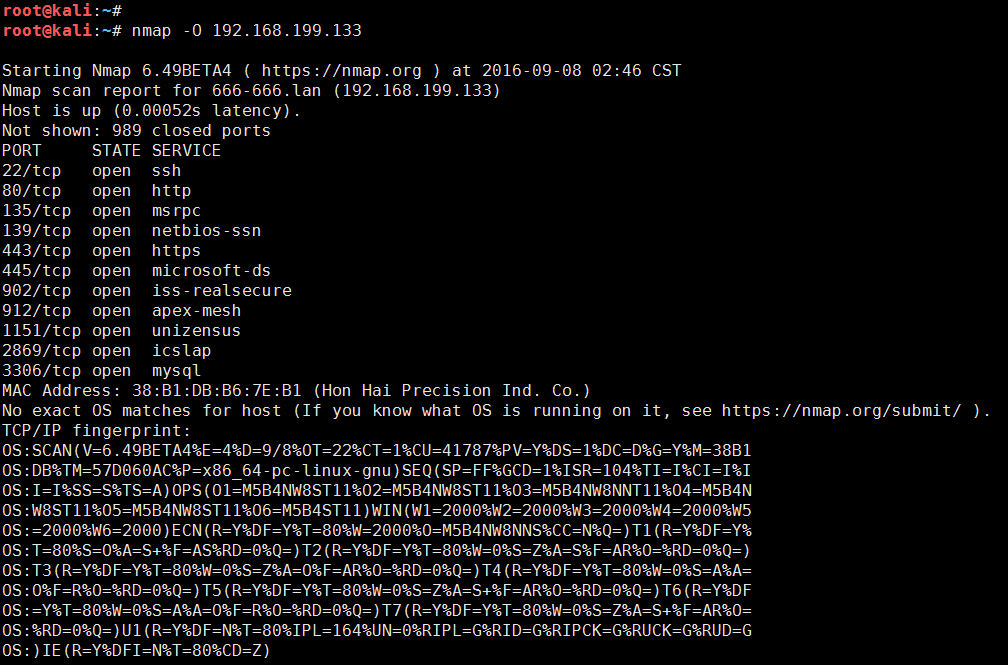 root@kali:~#
root@kali:~# nmap -O 192.168.199.133
Starting Nmap 6.49BETA4 ( https://nmap.org ) at 2016-09-08 02:46 CST
Nmap scan report for 666-666.lan (192.168.199.133)
Host is up (0.00052s latency).
Not shown: 989 closed ports
PORT     STATE SERVICE
22/tcp   open  ssh
80/tcp   open  http
135/tcp  open  msrpc
139/tcp  open  netbios-ssn
443/tcp  open  https
445/tcp  open  microsoft-ds
902/tcp  open  iss-realsecure
912/tcp  open  apex-mesh
1151/tcp open  unizensus
2869/tcp open  icslap
3306/tcp open  mysql
MAC Address: 38:B1:DB:B6:7E:B1 (Hon Hai Precision Ind. Co.)
No exact OS matches for host (If you know what OS is running on it, see https://nmap.org/submit/ ).
TCP/IP fingerprint:
OS:SCAN(V=6.49BETA4%E=4%D=9/8%OT=22%CT=1%CU=41787%PV=Y%DS=1%DC=D%G=Y%M=38B1
OS:DB%TM=57D060AC%P=x86_64-pc-linux-gnu)SEQ(SP=FF%GCD=1%ISR=104%TI=I%CI=I%I
OS:I=I%SS=S%TS=A)OPS(O1=M5B4NW8ST11%O2=M5B4NW8ST11%O3=M5B4NW8NNT11%O4=M5B4N
OS:W8ST11%O5=M5B4NW8ST11%O6=M5B4ST11)WIN(W1=2000%W2=2000%W3=2000%W4=2000%W5
OS:=2000%W6=2000)ECN(R=Y%DF=Y%T=80%W=2000%O=M5B4NW8NNS%CC=N%Q=)T1(R=Y%DF=Y%
OS:T=80%S=O%A=S+%F=AS%RD=0%Q=)T2(R=Y%DF=Y%T=80%W=0%S=Z%A=S%F=AR%O=%RD=0%Q=)
OS:T3(R=Y%DF=Y%T=80%W=0%S=Z%A=O%F=AR%O=%RD=0%Q=)T4(R=Y%DF=Y%T=80%W=0%S=A%A=
OS:O%F=R%O=%RD=0%Q=)T5(R=Y%DF=Y%T=80%W=0%S=Z%A=S+%F=AR%O=%RD=0%Q=)T6(R=Y%DF
OS:=Y%T=80%W=0%S=A%A=O%F=R%O=%RD=0%Q=)T7(R=Y%DF=Y%T=80%W=0%S=Z%A=S+%F=AR%O=
OS:%RD=0%Q=)U1(R=Y%DF=N%T=80%IPL=164%UN=0%RIPL=G%RID=G%RIPCK=G%RUCK=G%RUD=G
OS:)IE(R=Y%DFI=N%T=80%CD=Z)